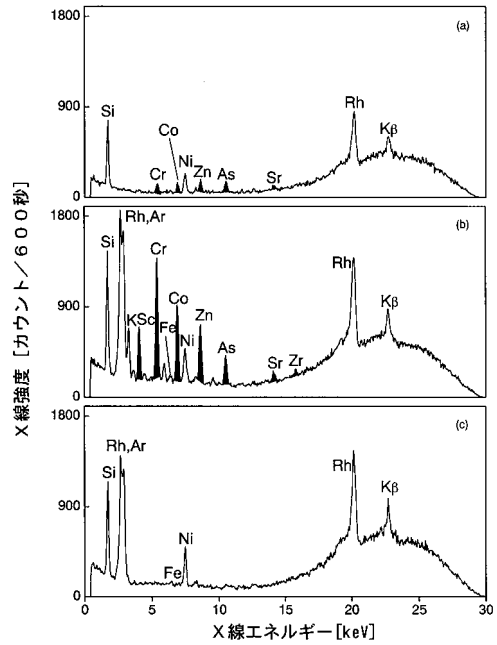 1800
900
0
(a)
Si
Co
Cr
Ni
Zn
As
Sr
Rh
Kβ
1800
900
0
(b)
Si
Rh,Ar
K
Sc
Cr
Fe
Co
Ni
Zn
As
Sr
Zr
Rh
Kβ
1800
900
0
(c)
Si
Rh,Ar
Fe
Ni
Rh
Kβ
0 5 10 15 20 25 30
X線エネルギー[keV]
X線強度 [カウント/600秒]